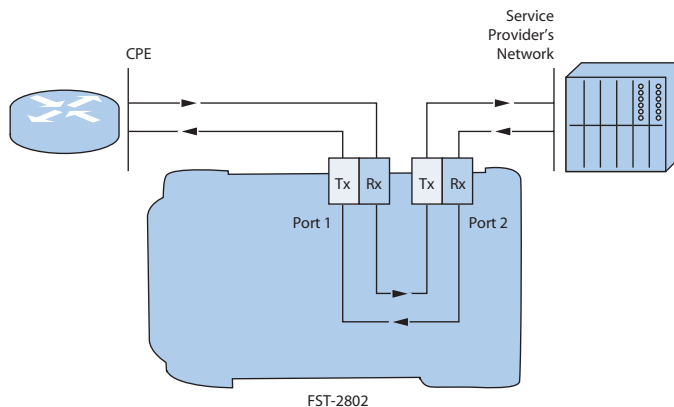 Service
Provider's
Network
CPE
Tx
Rx
Tx
Rx
Port 1
Port 2
FST-2802